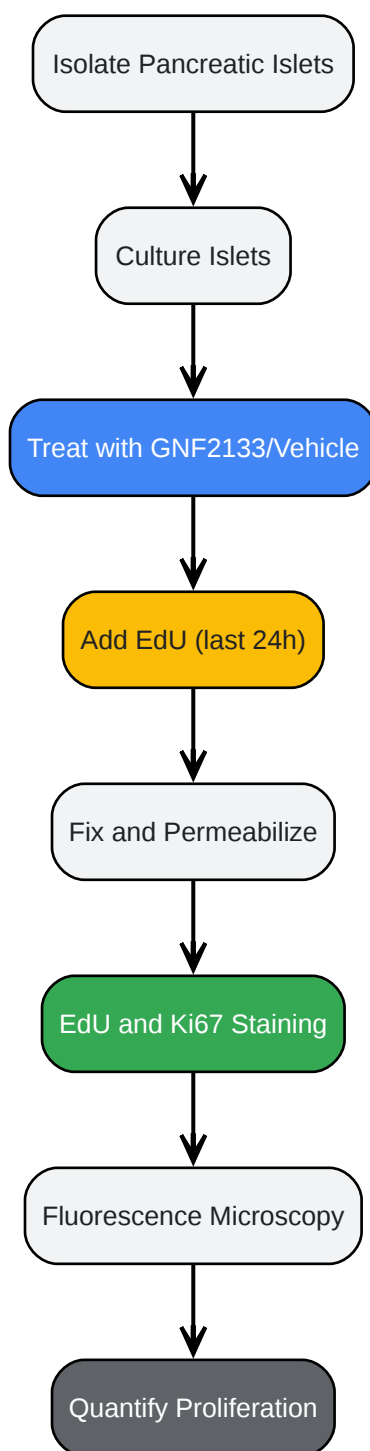 Isolate Pancreatic Islets
Culture Islets
Treat with GNF2133/Vehicle
Add EdU (last 24h)
Fix and Permeabilize
EdU and Ki67 Staining
Fluorescence Microscopy
Quantify Proliferation